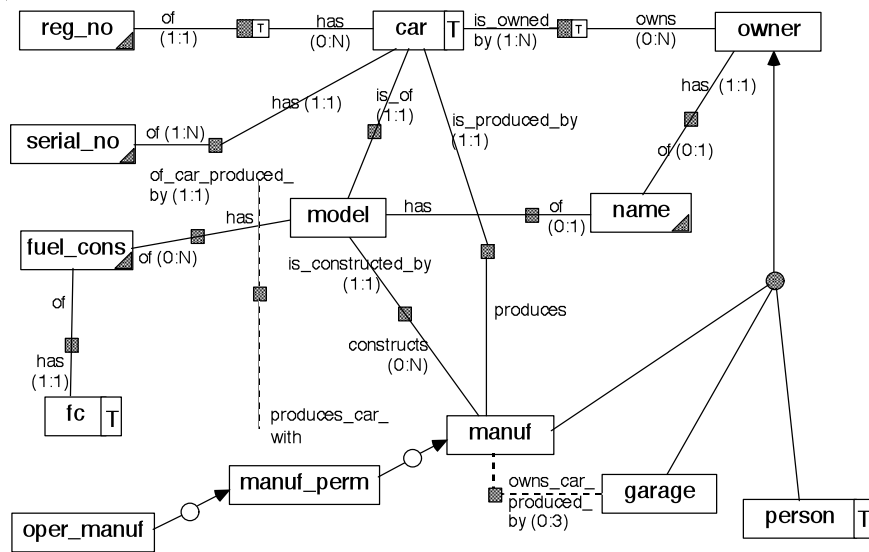 of
has
is_owned_
owns
reg_no
T
car
T
T
owner
(1:1)
(0:N)
by (1:N)
(0:N)
has (1:1)
is_of
(1:1)
is_produced_by
(1:1)
has (1:1)
serial_no
of (1:N)
of (0:1)
of_car_produced_
by (1:1)
has
model
has
of
(0:1)
name
fuel_cons
of (0:N)
is_constructed_by
(1:1)
of
produces
constructs
(0:N)
has
(1:1)
fc
T
produces_car_
with
manuf
manuf_perm
owns_car_
produced_
by (0:3)
garage
oper_manuf
person
T